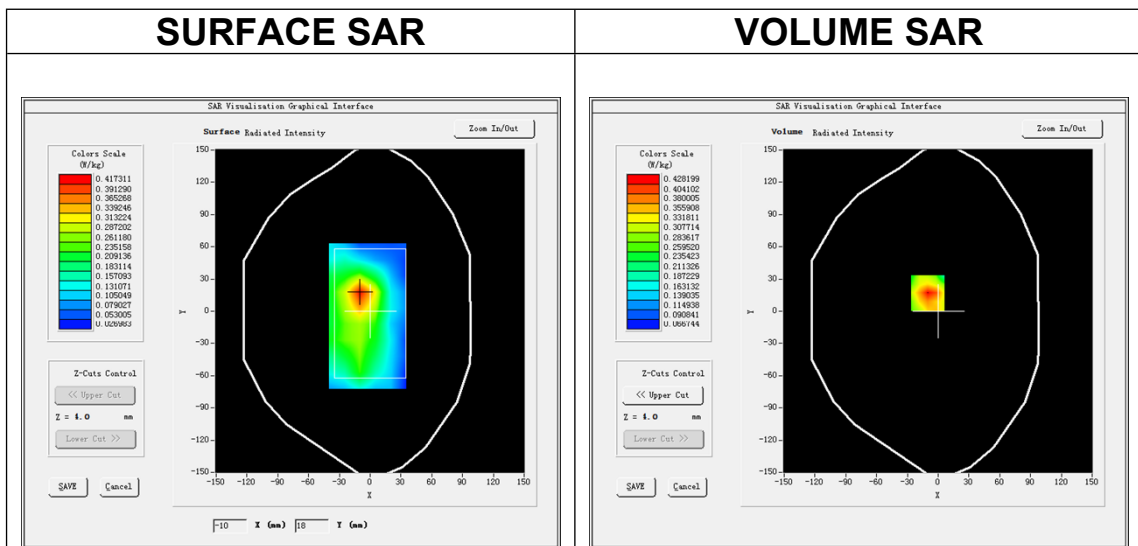 SURFACE SAR
VOLUME SAR
SAR Visualisation Graphical Interface
Surface Radiated Intensity
Zoom In/Out
Colors Scale
(W/kg)
0.417311
0.391290
0.365268
0.339246
0.313224
0.287202
0.261180
0.235158
0.209136
0.183114
0.157093
0.131071
0.105049
0.079027
0.053005
0.026983
Z-Cuts Control
<< Upper Cut
Z = 4.0 mm
Lower Cut >>
SAVE Cancel
150
120
90
60
30
0
-30
-60
-90
-120
-150
Y
-150 -120 -90 -60 -30 0 30 60 90 120 150
X
-10 X (mm) 18 Y (mm)
SAR Visualisation Graphical Interface
Volume Radiated Intensity
Zoom In/Out
Colors Scale
(W/kg)
0.428199
0.404102
0.380005
0.355908
0.331811
0.307714
0.283617
0.259520
0.235423
0.211326
0.187229
0.163132
0.139035
0.114938
0.090841
0.066744
Z-Cuts Control
<< Upper Cut
Z = 4.0 mm
Lower Cut >>
SAVE Cancel
150
120
90
60
30
0
-30
-60
-90
-120
-150
Y
-150 -120 -90 -60 -30 0 30 60 90 120 150
X